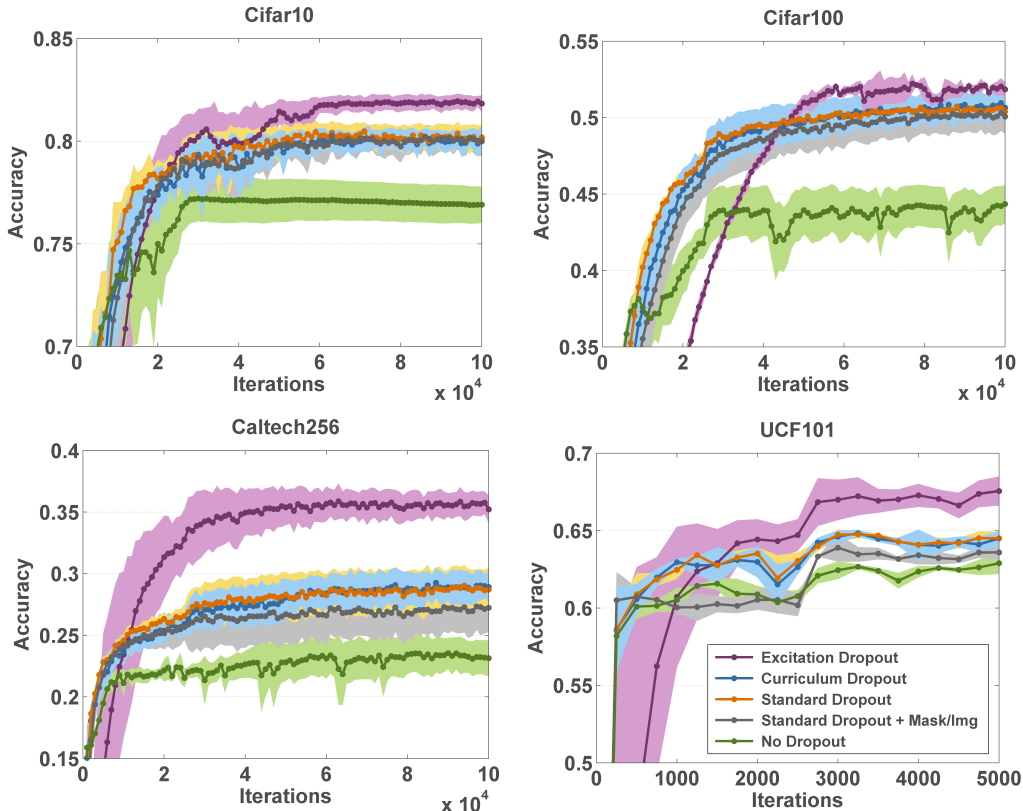 Cifar10
0.85
0.8
0.75
0.7
Accuracy
0 2 4 6 8 10
Iterations
x 10^4
Cifar100
0.55
0.5
0.45
0.4
0.35
Accuracy
0 2 4 6 8 10
Iterations
x 10^4
Caltech256
0.4
0.35
0.3
0.25
0.2
0.15
Accuracy
0 2 4 6 8 10
Iterations
x 10^4
UCF101
0.7
0.65
0.6
0.55
0.5
Accuracy
0 1000 2000 3000 4000 5000
Iterations
Excitation Dropout
Curriculum Dropout
Standard Dropout
Standard Dropout + Mask/Img
No Dropout